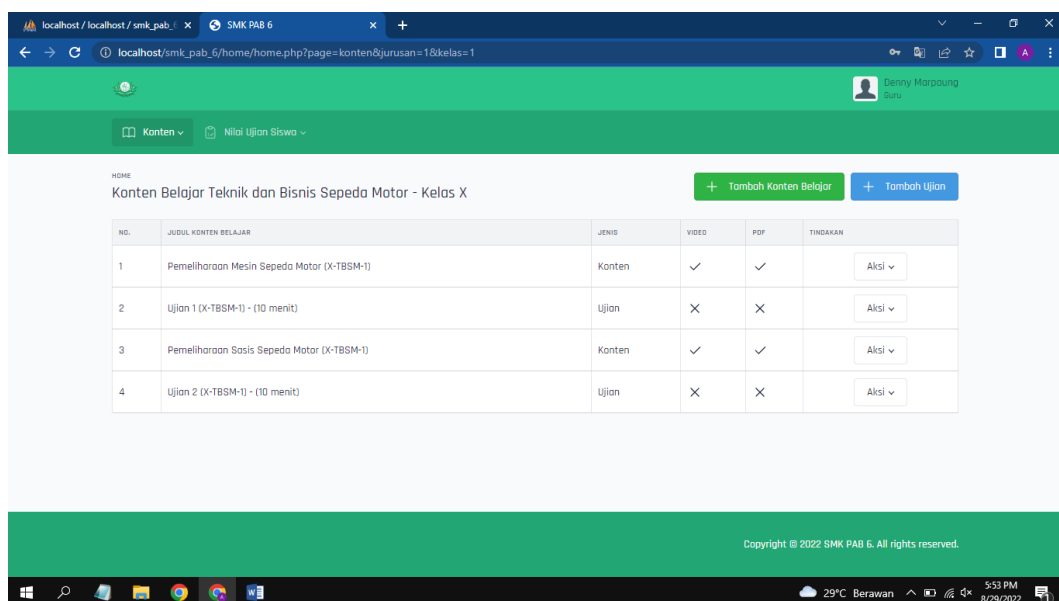 localhost / localhost / smk_pab_6
SMK PAB 6
localhost/smk_pab_6/home/home.php?page=konten&jurusan=1&kelas=1
A
Denny Marpaung
Guru
Konten
Nilai Ujian Siswa
HOME
Konten Belajar Teknik dan Bisnis Sepeda Motor - Kelas X
Tambah Konten Belajar
Tambah Ujian
NO. JUDUL KONTEN BELAJAR JENIS VIDEO PDF TINDAKAN
1 Pemeliharaan Mesin Sepeda Motor (X-TBSM-1) Konten Aksi
2 Ujian 1 (X-TBSM-1) - (10 menit) Ujian Aksi
3 Pemeliharaan Sasis Sepeda Motor (X-TBSM-1) Konten Aksi
4 Ujian 2 (X-TBSM-1) - (10 menit) Ujian Aksi
Copyright © 2022 SMK PAB 6. All rights reserved.
29°C Berawan
5:53 PM
8/29/2022